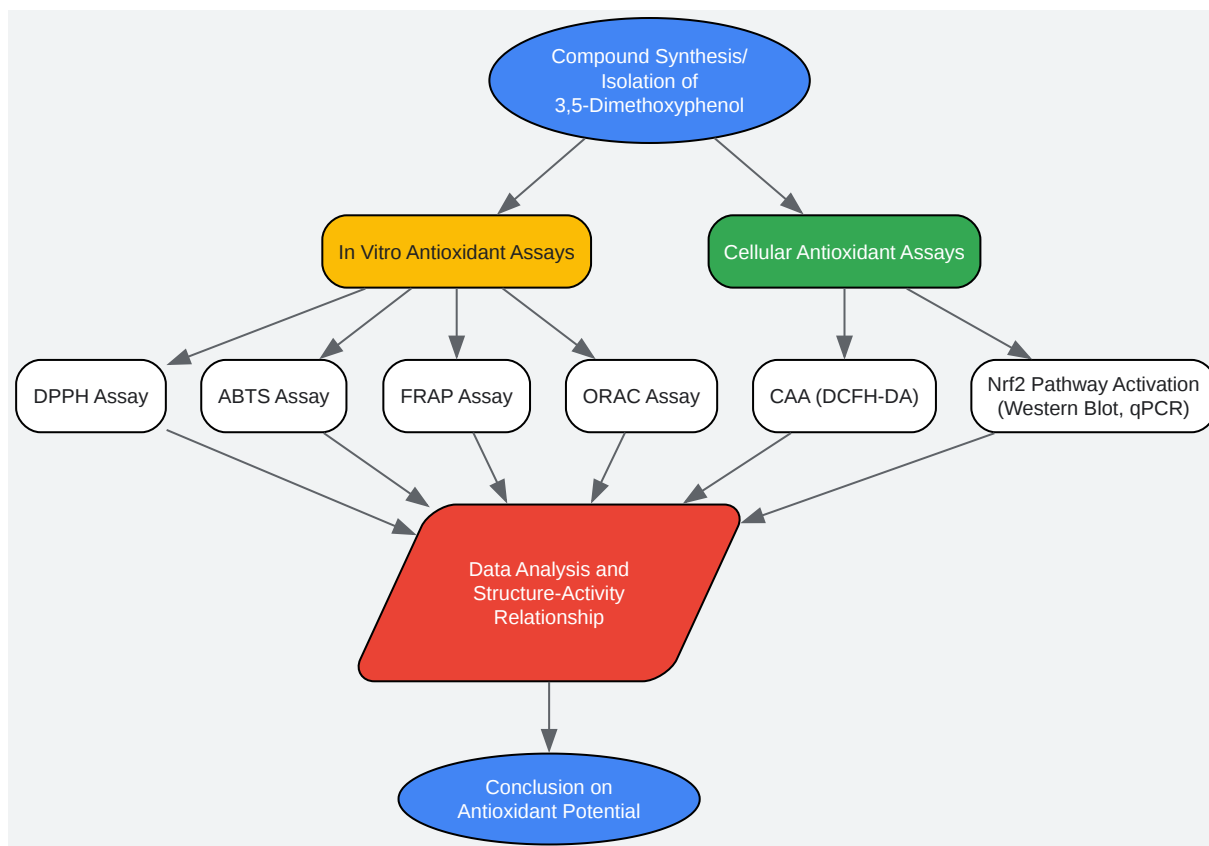 Compound Synthesis/
Isolation of
3,5-Dimethoxyphenol
In Vitro Antioxidant Assays
Cellular Antioxidant Assays
DPPH Assay
ABTS Assay
FRAP Assay
ORAC Assay
CAA (DCFH-DA)
Nrf2 Pathway Activation
(Western Blot, qPCR)
Data Analysis and
Structure-Activity
Relationship
Conclusion on
Antioxidant Potential